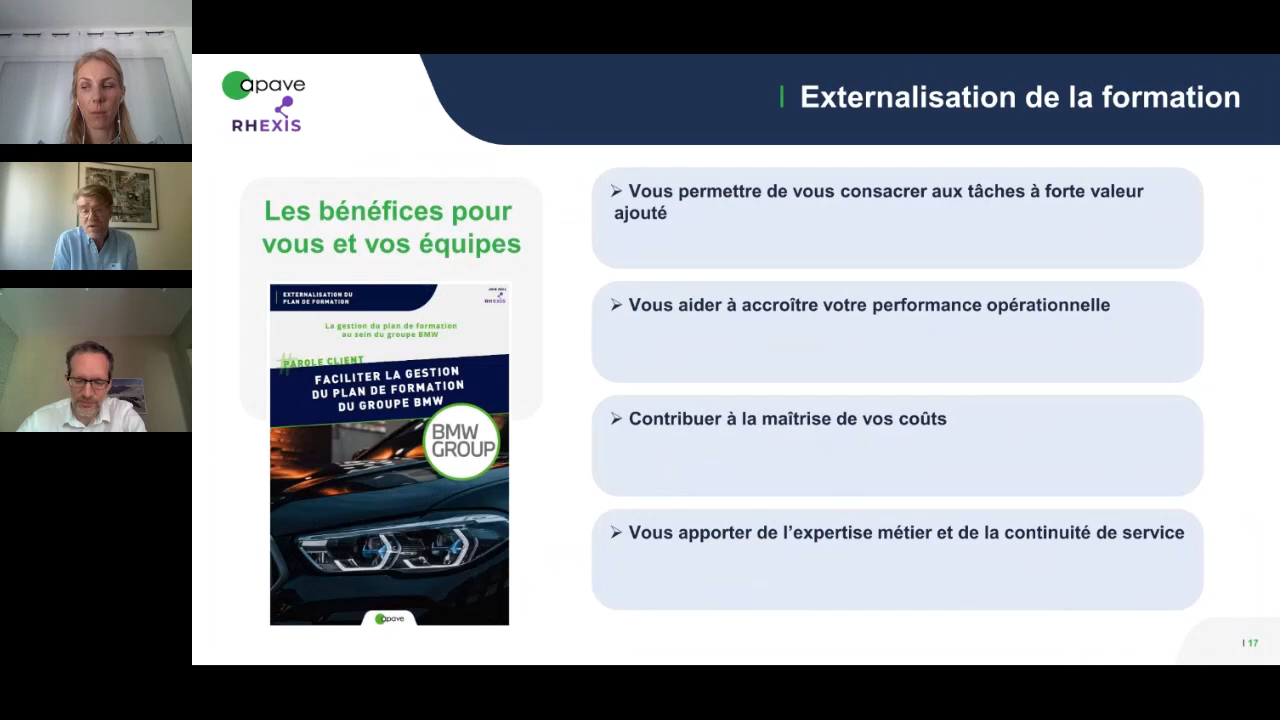 apave
RHEXIS
Externalisation de la formation
Les bénéfices pour
vous et vos équipes
EXTERNALISATION DU
PLAN DE FORMATION
RHEXIS
La gestion du plan de formation
au sein du groupe BMW
#PAROLE CLIENT
FACILITER LA GESTION
DU PLAN DE FORMATION
DU GROUPE BMW
BMW
GROUP
apave
➢ Vous permettre de vous consacrer aux tâches à forte valeur
ajouté
➢ Vous aider à accroître votre performance opérationnelle
➢ Contribuer à la maîtrise de vos coûts
➢ Vous apporter de l’expertise métier et de la continuité de service
I 17